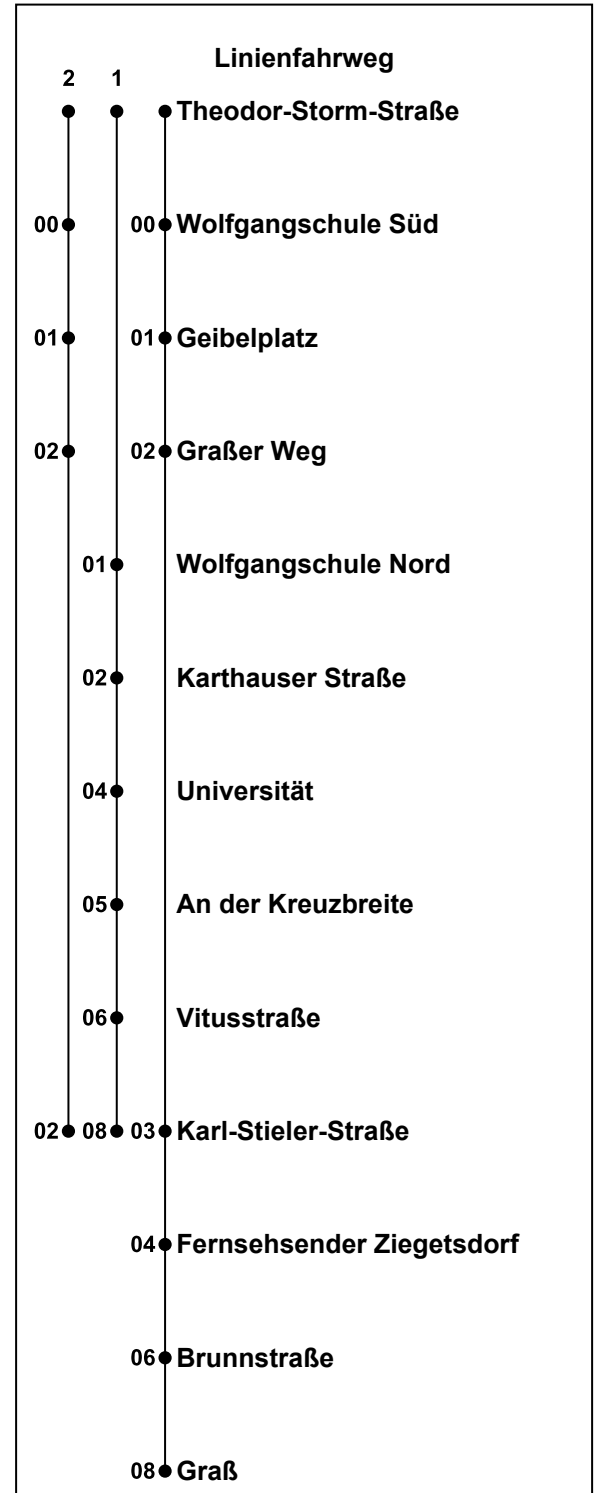 Linienfahrweg
2 1
Theodor-Storm-Straße
00 00 Wolfgangschule Süd
01 01 Geibelplatz
02 02 Graßer Weg
01 Wolfgangschule Nord
02 Karthauser Straße
04 Universität
05 An der Kreuzbreite
06 Vitusstraße
02 08 03 Karl-Stieler-Straße
04 Fernsehsender Ziegetsdorf
06 Brunnstraße
08 Graß